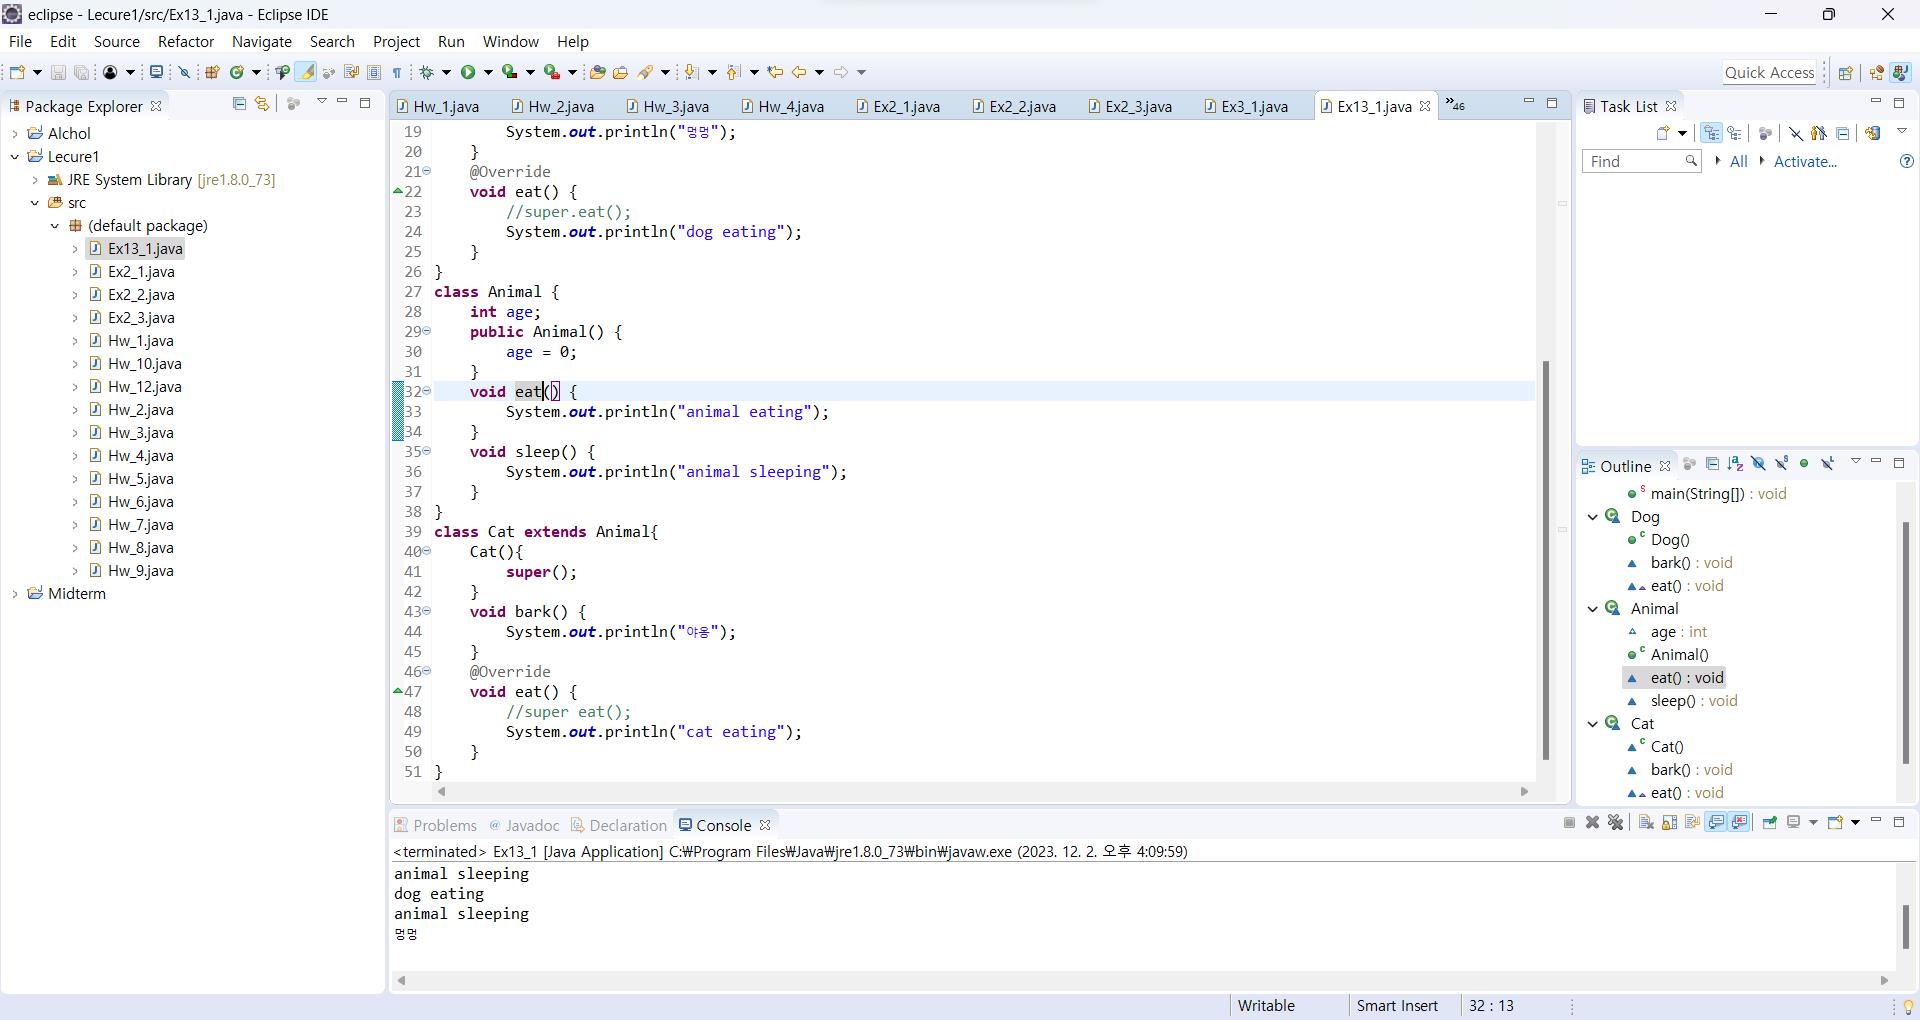 eclipse - Lecure1/src/Ex13_1.java - Eclipse IDE
File Edit Source Refactor Navigate Search Project Run Window Help
Quick Access
Package Explorer
Alchol
Lecure1
JRE System Library [jre1.8.0_73]
src
(default package)
Ex13_1.java
Ex2_1.java
Ex2_2.java
Ex2_3.java
Hw_1.java
Hw_10.java
Hw_12.java
Hw_2.java
Hw_3.java
Hw_4.java
Hw_5.java
Hw_6.java
Hw_7.java
Hw_8.java
Hw_9.java
Midterm
Hw_1.java Hw_2.java Hw_3.java Hw_4.java Ex2_1.java Ex2_2.java Ex2_3.java Ex3_1.java Ex13_1.java »46
19 System.out.println("멍멍");
20 }
21 @Override
22 void eat() {
23 //super.eat();
24 System.out.println("dog eating");
25 }
26 }
27 class Animal {
28 int age;
29 public Animal() {
30 age = 0;
31 }
32 void eat() {
33 System.out.println("animal eating");
34 }
35 void sleep() {
36 System.out.println("animal sleeping");
37 }
38 }
39 class Cat extends Animal{
40 Cat(){
41 super();
42 }
43 void bark() {
44 System.out.println("야옹");
45 }
46 @Override
47 void eat() {
48 //super eat();
49 System.out.println("cat eating");
50 }
51 }
Task List
Find All Activate...
Outline
main(String[]) : void
Dog
Dog()
bark() : void
eat() : void
Animal
age : int
Animal()
eat() : void
sleep() : void
Cat
Cat()
bark() : void
eat() : void
Problems @ Javadoc Declaration Console
<terminated> Ex13_1 [Java Application] C:₩Program Files₩Java₩jre1.8.0_73₩bin₩javaw.exe (2023. 12. 2. 오후 4:09:59)
animal sleeping
dog eating
animal sleeping
멍멍
Writable Smart Insert 32 : 13